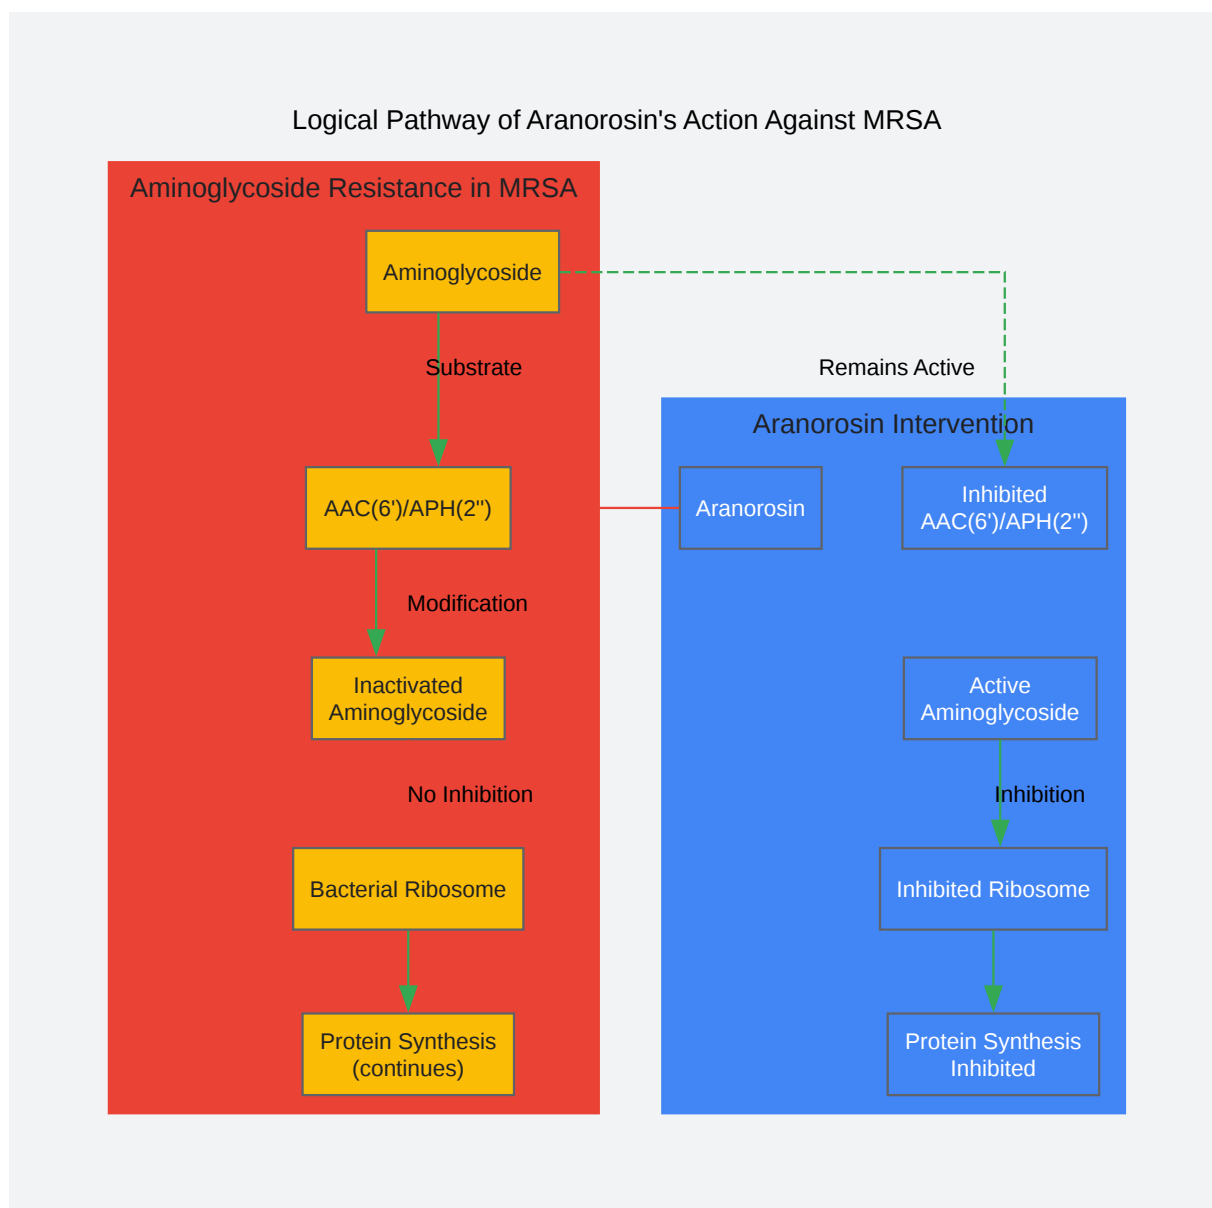 Logical Pathway of Aranorosin's Action Against MRSA
Aminoglycoside Resistance in MRSA
Aminoglycoside
Substrate
Remains Active
Aranorosin Intervention
AAC(6')/APH(2'')
Aranorosin
Inhibited
AAC(6')/APH(2'')
Modification
Inactivated
Aminoglycoside
Active
Aminoglycoside
No Inhibition
Inhibition
Bacterial Ribosome
Inhibited Ribosome
Protein Synthesis
(continues)
Protein Synthesis
Inhibited